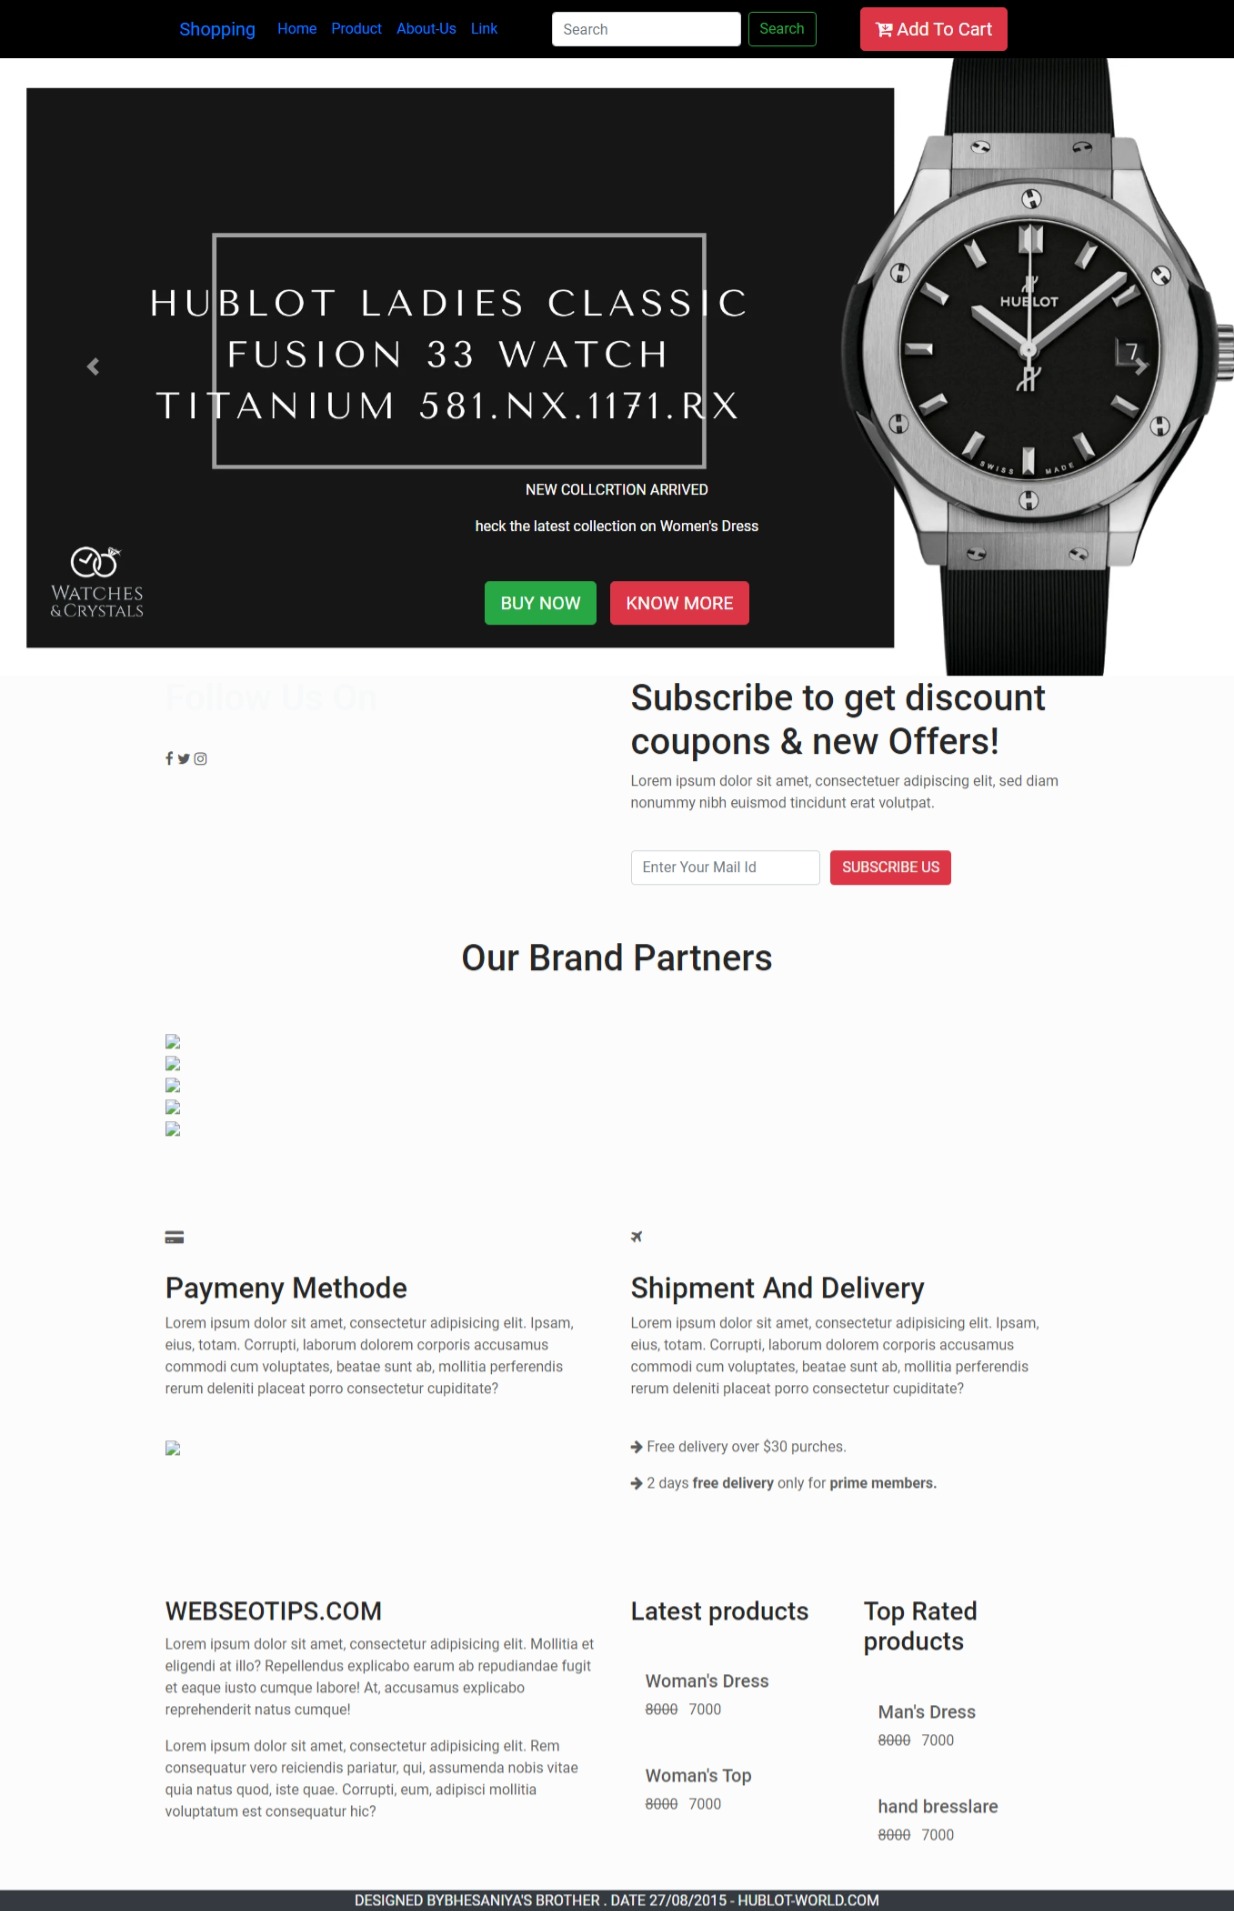 Shopping Home Product About-Us Link Search Search Add To Cart
HUBLOT LADIES CLASSIC
FUSION 33 WATCH
TITANIUM 581.NX.1171.RX
HUBLOT
7
SWISS MADE
NEW COLLCRTION ARRIVED
heck the latest collection on Women's Dress
WATCHES
&CRYSTALS
BUY NOW KNOW MORE
Follow Us On
Subscribe to get discount
coupons & new Offers!
Lorem ipsum dolor sit amet, consectetuer adipiscing elit, sed diam
nonummy nibh euismod tincidunt erat volutpat.
Enter Your Mail Id SUBSCRIBE US
Our Brand Partners
Paymeny Methode
Lorem ipsum dolor sit amet, consectetur adipisicing elit. Ipsam,
eius, totam. Corrupti, laborum dolorem corporis accusamus
commodi cum voluptates, beatae sunt ab, mollitia perferendis
rerum deleniti placeat porro consectetur cupiditate?
Shipment And Delivery
Lorem ipsum dolor sit amet, consectetur adipisicing elit. Ipsam,
eius, totam. Corrupti, laborum dolorem corporis accusamus
commodi cum voluptates, beatae sunt ab, mollitia perferendis
rerum deleniti placeat porro consectetur cupiditate?
Free delivery over $30 purches.
2 days free delivery only for prime members.
WEBSEOTIPS.COM
Lorem ipsum dolor sit amet, consectetur adipisicing elit. Mollitia et
eligendi at illo? Repellendus explicabo earum ab repudiandae fugit
et eaque iusto cumque labore! At, accusamus explicabo
reprehenderit natus cumque!
Lorem ipsum dolor sit amet, consectetur adipisicing elit. Rem
consequatur vero reiciendis pariatur, qui, assumenda nobis vitae
quia natus quod, iste quae. Corrupti, eum, adipisci mollitia
voluptatum est consequatur hic?
Latest products
Woman's Dress
8000 7000
Woman's Top
8000 7000
Top Rated
products
Man's Dress
8000 7000
hand bresslare
8000 7000
DESIGNED BYBHESANIYA'S BROTHER . DATE 27/08/2015 - HUBLOT-WORLD.COM